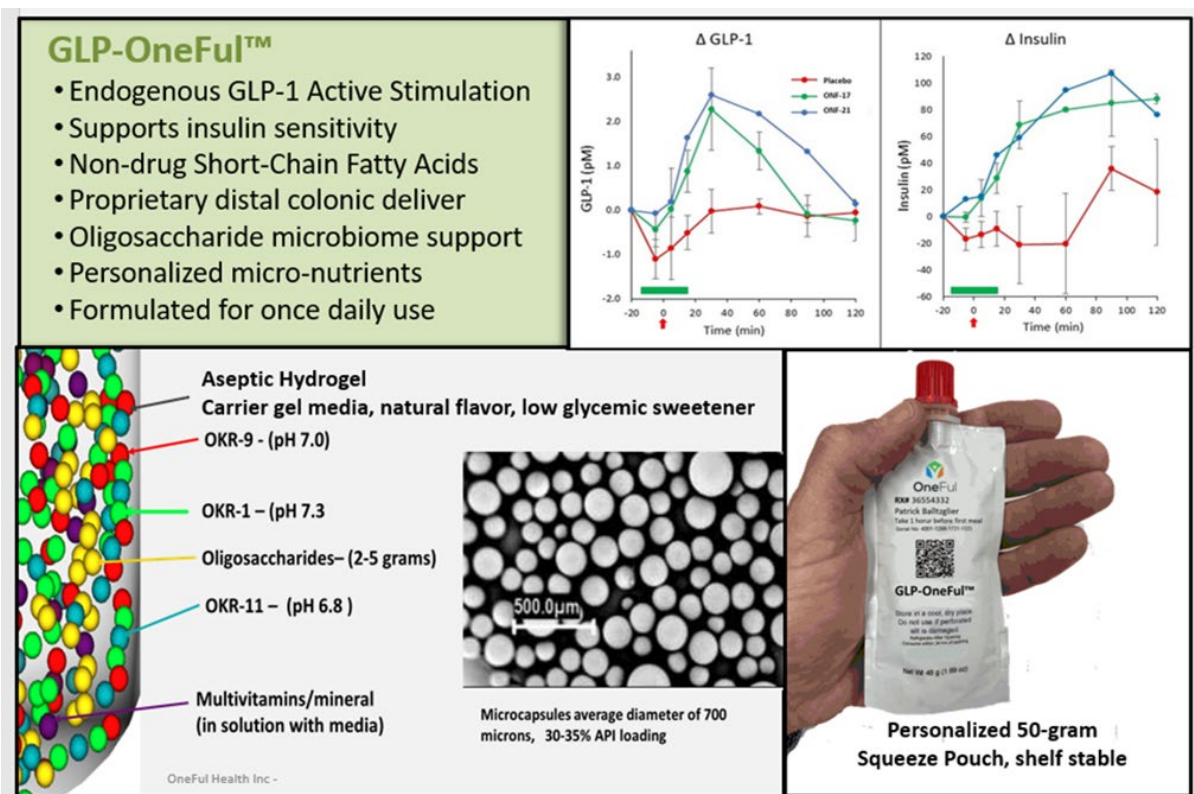 GLP-OneFul™
• Endogenous GLP-1 Active Stimulation
• Supports insulin sensitivity
• Non-drug Short-Chain Fatty Acids
• Proprietary distal colonic deliver
• Oligosaccharide microbiome support
• Personalized micro-nutrients
• Formulated for once daily use
Δ GLP-1
3.0
2.0
1.0
0.0
-1.0
-2.0
GLP-1 (pM)
Placebo
ONF-17
ONF-21
-20 0 20 40 60 80 100 120
Time (min)
Δ Insulin
120
100
80
60
40
20
0
-20
-40
-60
Insulin (pM)
-20 0 20 40 60 80 100 120
Time (min)
Aseptic Hydrogel
Carrier gel media, natural flavor, low glycemic sweetener
OKR-9 - (pH 7.0)
OKR-1 – (pH 7.3
Oligosaccharides– (2-5 grams)
OKR-11 – (pH 6.8 )
Multivitamins/mineral
(in solution with media)
OneFul Health Inc -
500.0μm
Microcapsules average diameter of 700
microns, 30-35% API loading
OneFul
RX# 36554332
Patrick Balltzglier
Take 1 horur before first meal
GLP-OneFul™
Store in a cool, dry place
Do not use if perforated
is damaged
Net Wt 48 g
Personalized 50-gram
Squeeze Pouch, shelf stable